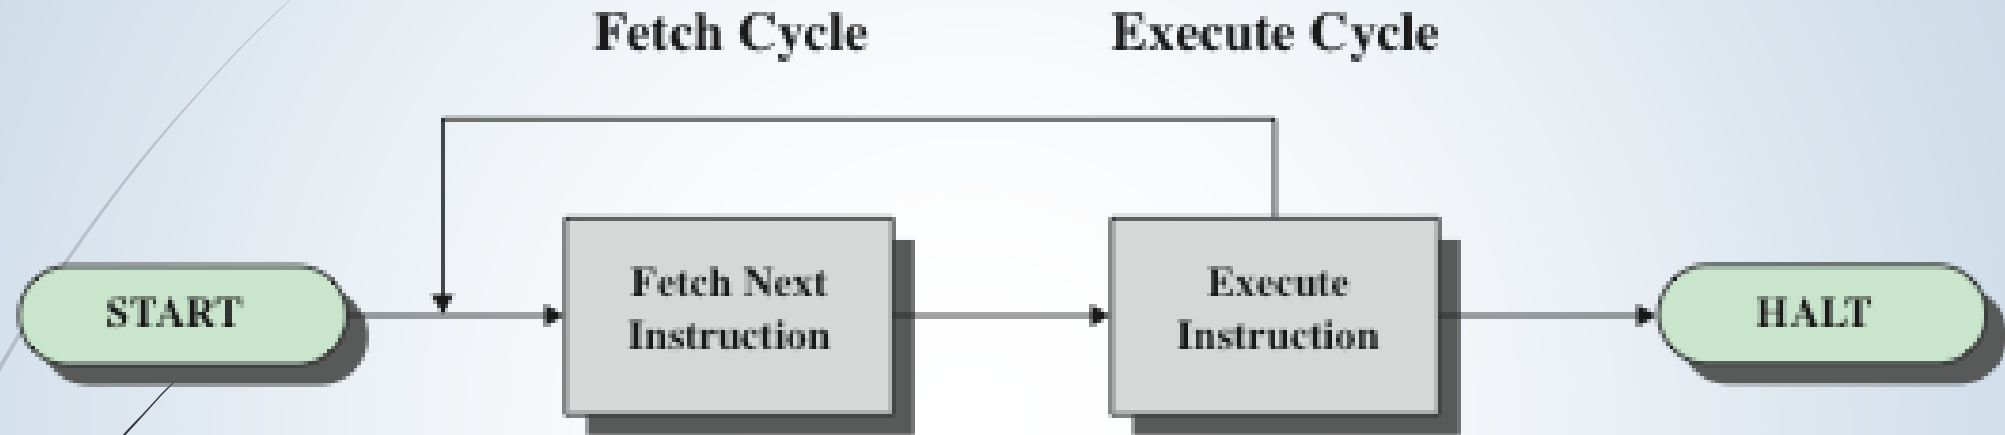 Fetch Cycle
Execute Cycle
START
Fetch Next
Instruction
Execute
Instruction
HALT